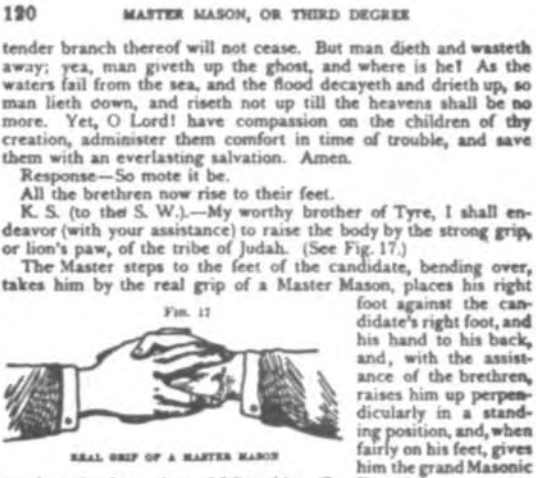 120 MASTER MASON, OR THIRD DEGREE
tender branch thereof will not cease. But man dieth and wasteth
away; yea, man giveth up the ghost, and where is he? As the
waters fail from the sea, and the flood decayeth and drieth up, so
man lieth down, and riseth not up till the heavens shall be no
more. Yet, O Lord! have compassion on the children of thy
creation, administer them comfort in time of trouble, and save
them with an everlasting salvation. Amen.
Response—So mote it be.
All the brethren now rise to their feet.
K. S. (to the S. W.).—My worthy brother of Tyre, I shall en-
deavor (with your assistance) to raise the body by the strong grip,
or lion's paw, of the tribe of Judah. (See Fig. 17.)
The Master steps to the feet of the candidate, bending over,
takes him by the real grip of a Master Mason, places his right
foot against the can-
didate's right foot, and
his hand to his back,
and, with the assist-
ance of the brethren,
raises him up perpen-
dicularly in a stand-
ing position, and, when
fairly on his feet, gives
him the grand Masonic
Fig. 17
REAL GRIP OF A MASTER MASON